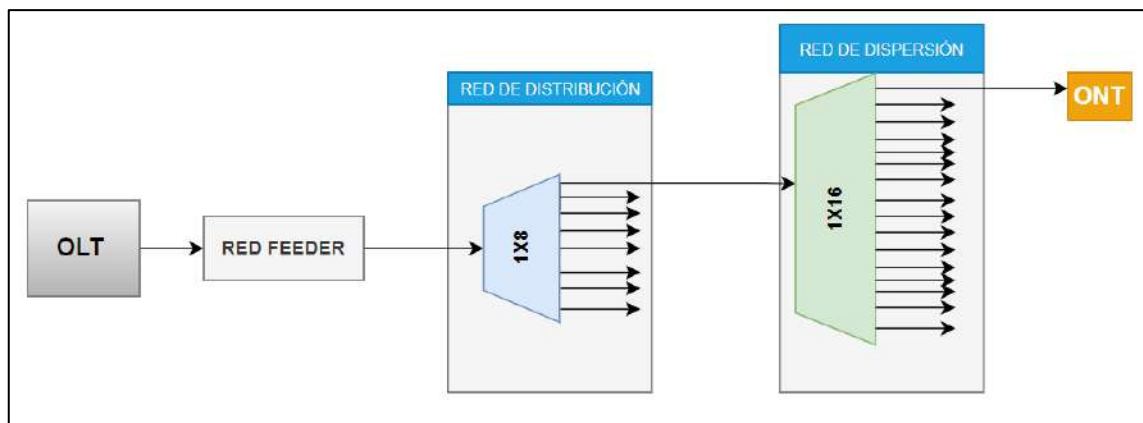 OLT
RED FEEDER
RED DE DISTRIBUCIÓN
1X8
RED DE DISPERSIÓN
1X16
ONT